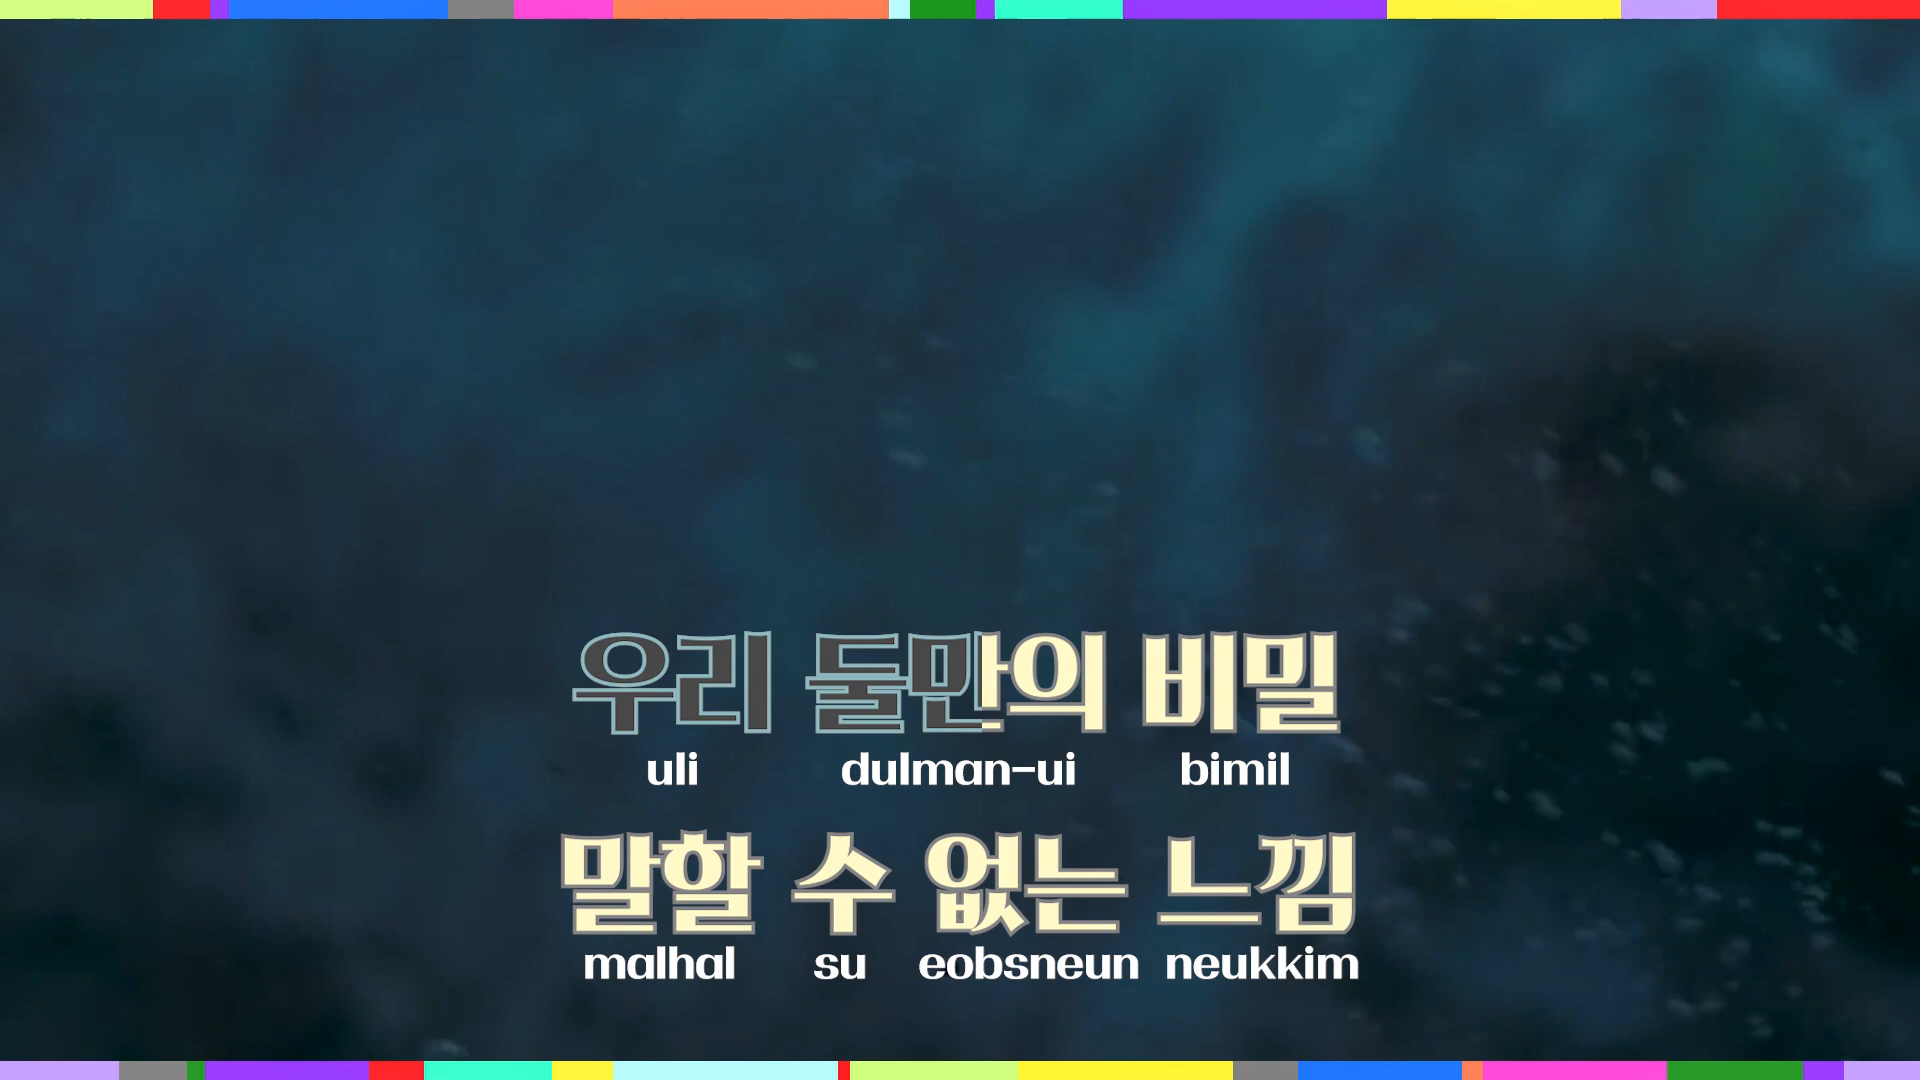 우리 둘만의 비밀
uli dulman-ui bimil
말할 수 없는 느낌
malhal su eobsneun neukkim